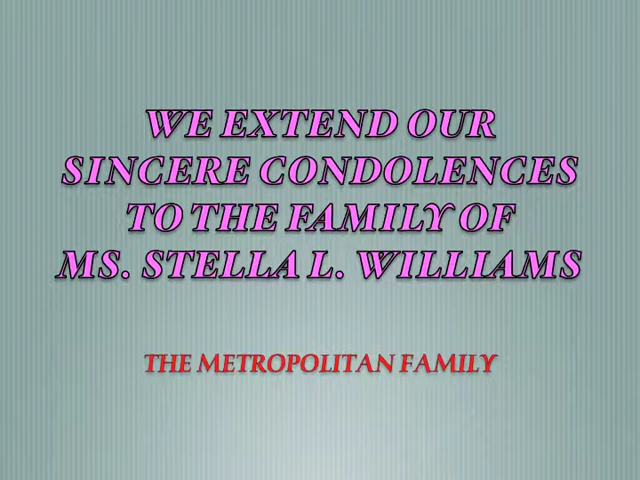 WE EXTEND OUR
SINCERE CONDOLENCES
TO THE FAMILY OF
MS. STELLA L. WILLIAMS
THE METROPOLITAN FAMILY